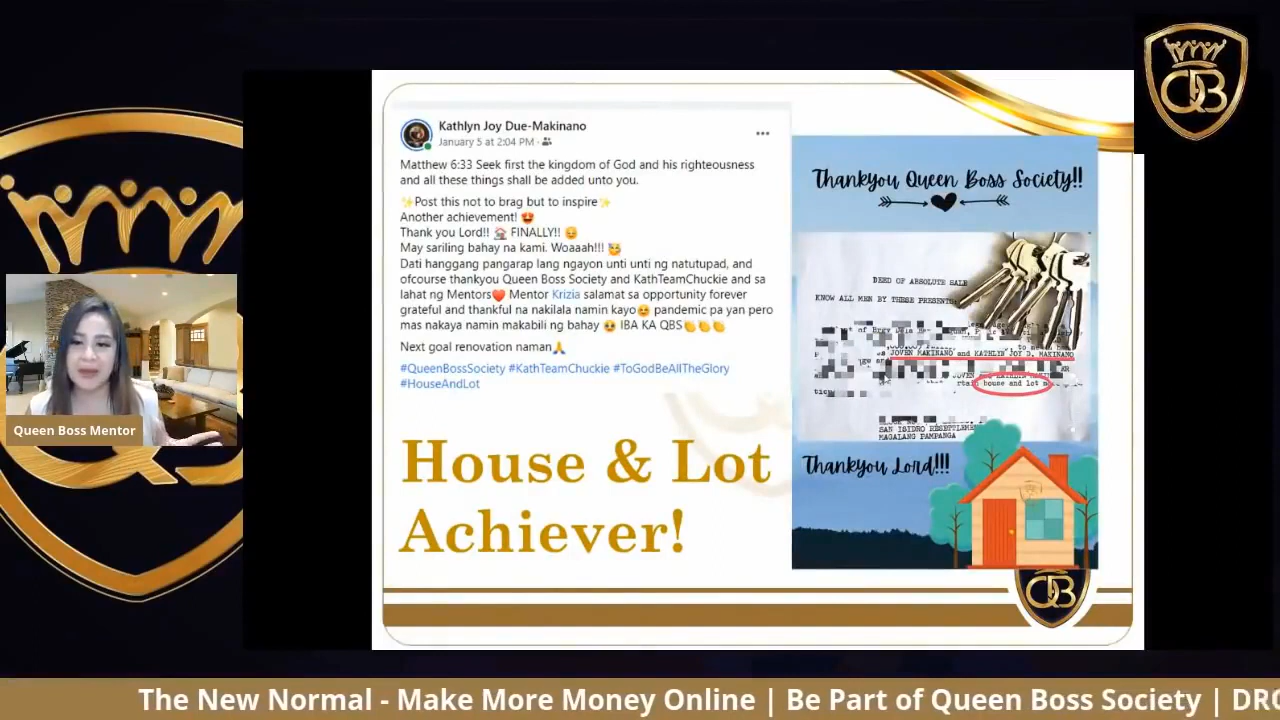 QB
Kathlyn Joy Due-Makinano
January 5 at 2:04 PM ·
Matthew 6:33 Seek first the kingdom of God and his righteousness
and all these things shall be added unto you.
✨Post this not to brag but to inspire✨
Another achievement! 🤩
Thank you Lord!! 🏠 FINALLY!! 😊
May sariling bahay na kami. Woaaah!!! 🥳
Dati hanggang pangarap lang ngayon unti unti ng natutupad, and
ofcourse thankyou Queen Boss Society and KathTeamChuckie and sa
lahat ng Mentors❤️ Mentor Krizia salamat sa opportunity forever
grateful and thankful na nakilala namin kayo☺️ pandemic pa yan pero
mas nakaya namin makabili ng bahay 🥹 IBA KA QBS👏👏👏
Next goal renovation naman🙏
#QueenBossSociety #KathTeamChuckie #ToGodBeAllTheGlory
#HouseAndLot
House & Lot
Achiever!
Thankyou Queen Boss Society!!
DEED OF ABSOLUTE SALE
KNOW ALL MEN BY THESE PRESENTS:
JOVEN MAKINANO and KATHLYN JOY D. MAKINANO
house and lot
SAN ISIDRO
MAGALANG PAMPANGA
Thankyou Lord!!!
QB
Queen Boss Mentor
The New Normal - Make More Money Online | Be Part of Queen Boss Society |